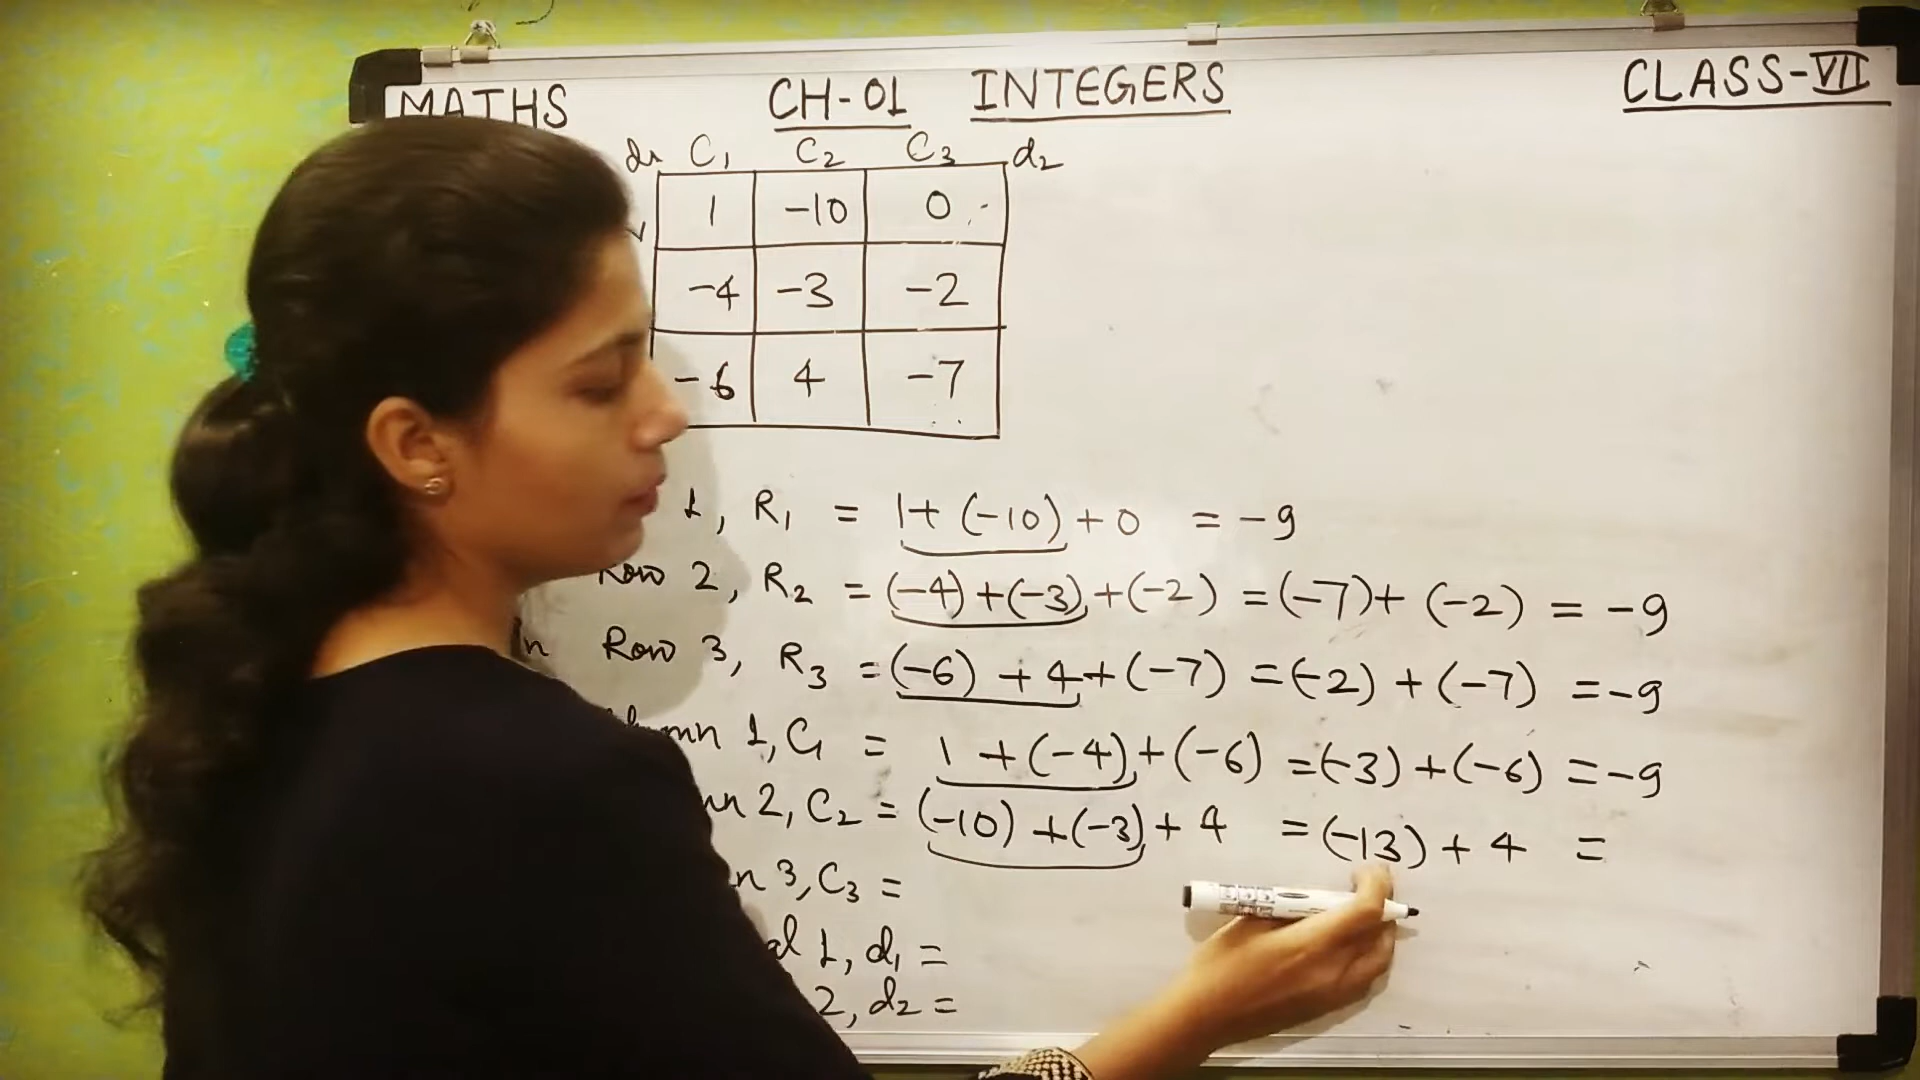 MATHS CH-01 INTEGERS CLASS-VII
d1 C1 C2 C3 d2
1 -10 0
-4 -3 -2
-6 4 -7
1, R1 = 1+(-10)+0 = -9
Row 2, R2 = (-4)+(-3)+(-2) = (-7)+(-2) = -9
In Row 3, R3 = (-6)+4+(-7) = (-2)+(-7) = -9
1, C1 = 1+(-4)+(-6) = (-3)+(-6) = -9
2, C2 = (-10)+(-3)+4 = (-13)+4 =
3, C3 =
1, d1 =
2, d2 =